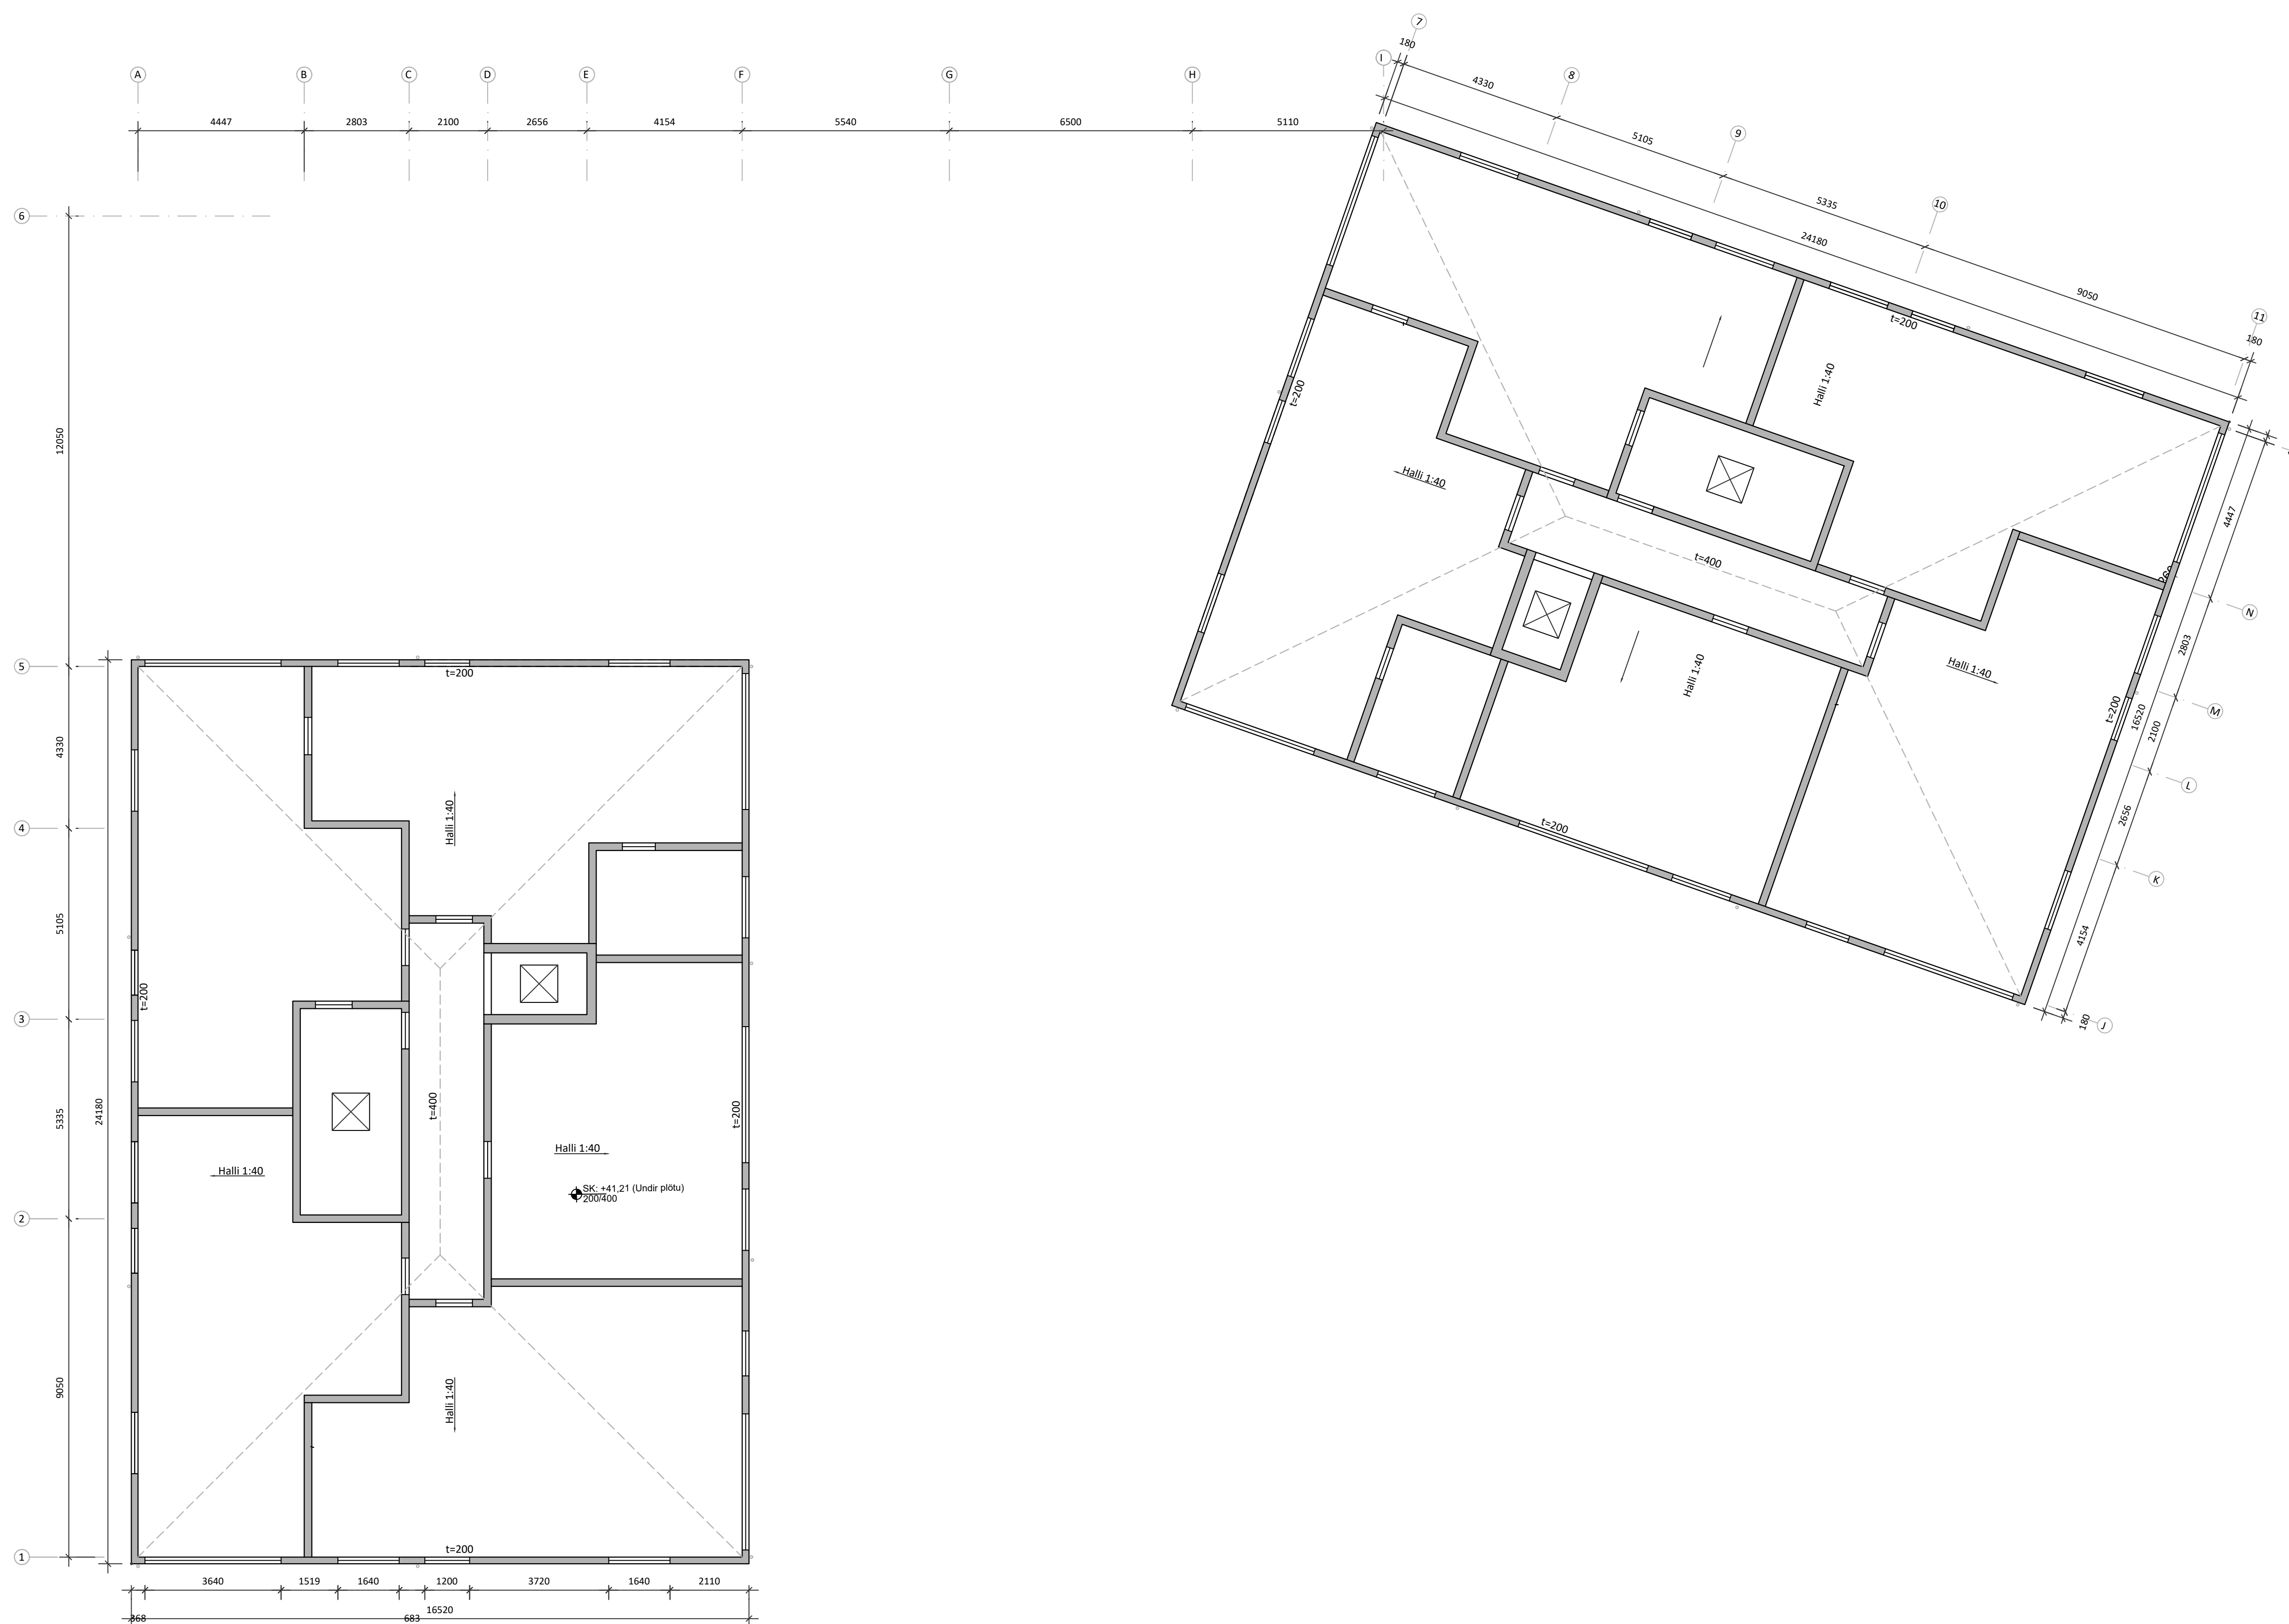 7
180
I
A
B
C
D
E
F
G
H
8
4330
4447
2803
2100
2656
4154
5540
6500
5110
5105
9
5335
10
24180
9050
11
180
6
t=200
t=200
Halli 1:40
Halli 1:40
12050
4447
N
t=400
2803
Halli 1:40
Halli 1:40
M
t=200
16520
2100
L
2656
K
t=200
4154
180
J
5
t=200
4330
Halli 1:40
4
5105
t=200
3
5335
24180
t=400
t=200
Halli 1:40
Halli 1:40
SK: +41,21 (Undir plötu)
200/400
2
9050
Halli 1:40
t=200
1
3640
1519
1640
1200
3720
1640
2110
16520
368
683